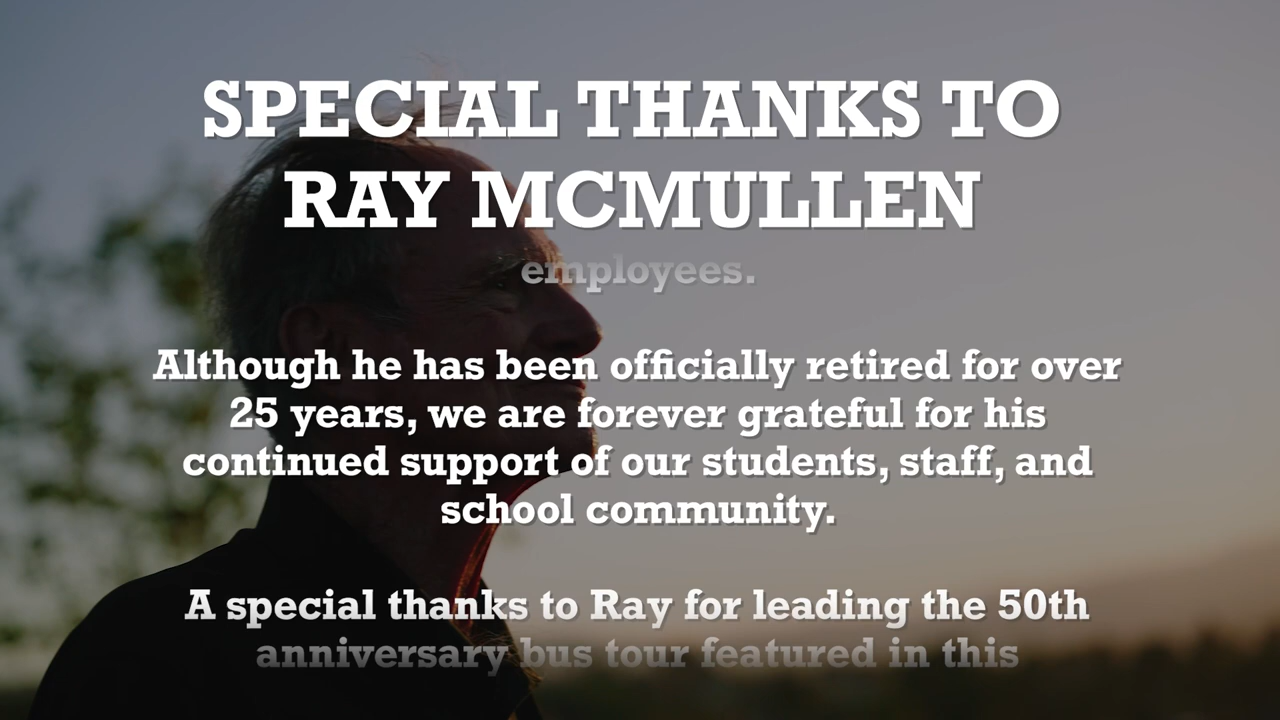 SPECIAL THANKS TO
RAY MCMULLEN
employees.
Although he has been officially retired for over
25 years, we are forever grateful for his
continued support of our students, staff, and
school community.
A special thanks to Ray for leading the 50th
anniversary bus tour featured in this